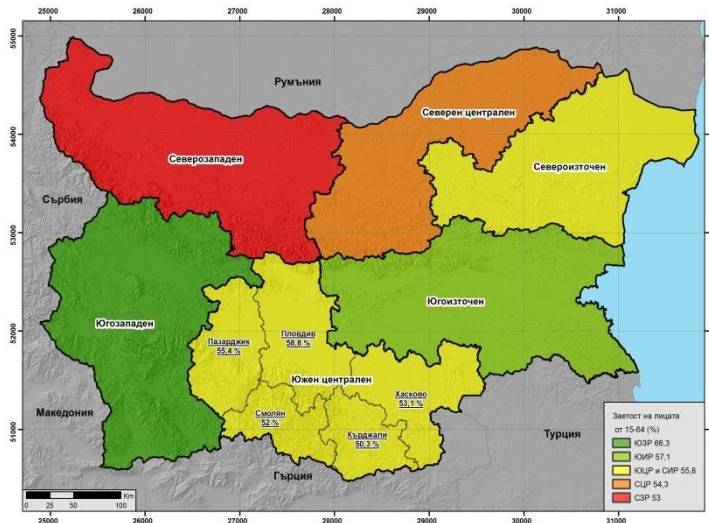 25000 26000 27000 28000 29000 30000 31000
55000
54000
53000
52000
51000
Румъния
Северен централен
Северозападен
Североизточен
Сърбия
Югозападен
Югоизточен
Пазарджик
55,4 %
Пловдив
58,8 %
Южен централен
Хасково
53,1 %
Смолян
52 %
Кърджали
50,3 %
Македония
Гърция
Турция
Заетост на лицата
от 15-64 (%)
ЮЗР 66,3
ЮИР 57,1
ЮЦР и СИР 55,8
СЦР 54,3
СЗР 53
0 25 50 100
Km
25000 26000 27000 28000 29000 30000 31000